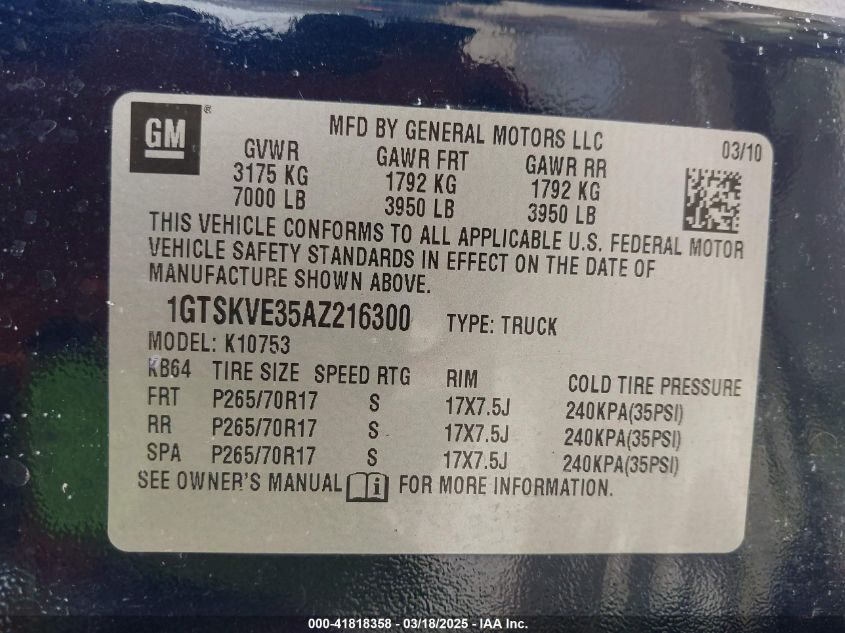 GM ®
MFD BY GENERAL MOTORS LLC
03/10
GVWR GAWR FRT GAWR RR
3175 KG 1792 KG 1792 KG
7000 LB 3950 LB 3950 LB
THIS VEHICLE CONFORMS TO ALL APPLICABLE U.S. FEDERAL MOTOR
VEHICLE SAFETY STANDARDS IN EFFECT ON THE DATE OF
MANUFACTURE SHOWN ABOVE.
1GTSKVE35AZ216300 TYPE: TRUCK
MODEL: K10753
KB64 TIRE SIZE SPEED RTG RIM COLD TIRE PRESSURE
FRT P265/70R17 S 17X7.5J 240KPA(35PSI)
RR P265/70R17 S 17X7.5J 240KPA(35PSI)
SPA P265/70R17 S 17X7.5J 240KPA(35PSI)
SEE OWNER'S MANUAL i FOR MORE INFORMATION.
000-41818358 - 03/18/2025 - IAA Inc.